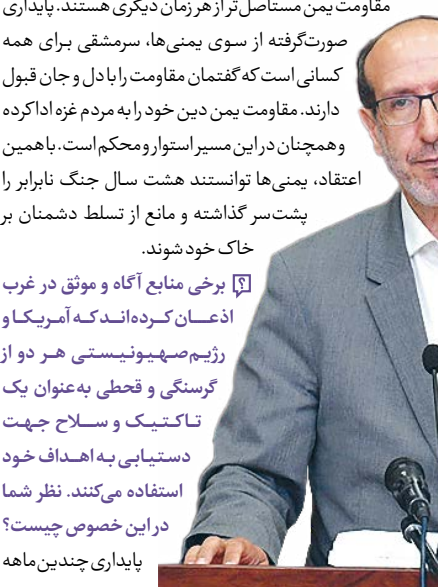 مقاومت یمن مستاصل‌تر از هر زمان دیگری هستند. پایداری
صورت‌گرفته از سوی یمنی‌ها، سرمشقی برای همه
کسانی است که گفتمان مقاومت را با دل و جان قبول
دارند. مقاومت یمن دین خود را به مردم غزه ادا کرده
و همچنان در این مسیر استوار و محکم است. با همین
اعتقاد، یمنی‌ها توانستند هشت سال جنگ نابرابر را
پشت‌سر گذاشته و مانع از تسلط دشمنان بر
خاک خود شوند.
؟ برخی منابع آگاه و موثق در غرب
اذعان کرده‌اند که آمریکا و
رژیم صهیونیستی هر دو از
گرسنگی و قحطی به‌عنوان یک
تاکتیک و سلاح جهت
دستیابی به اهداف خود
استفاده می‌کنند. نظر شما
در این خصوص چیست؟
پایداری چندین‌ماهه